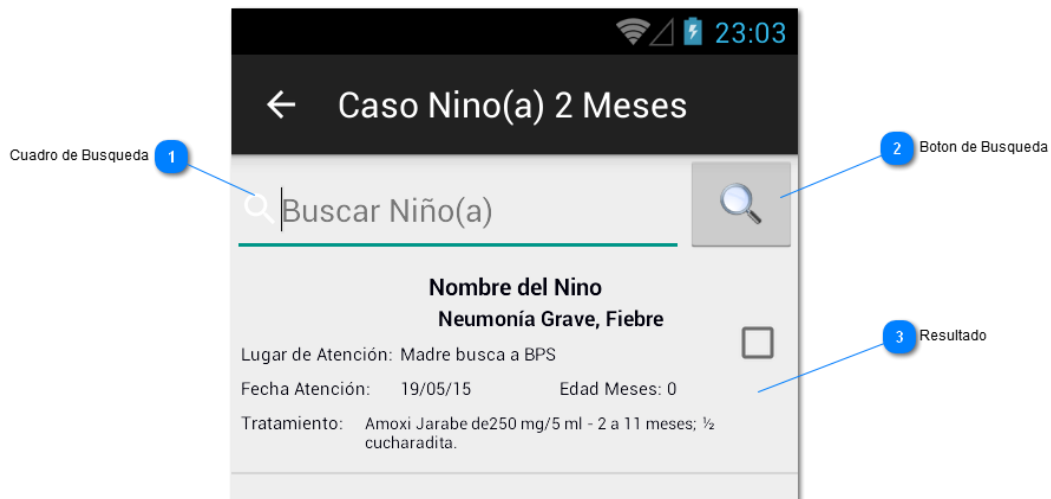 23:03
Caso Nino(a) 2 Meses
Cuadro de Busqueda 1
2 Boton de Busqueda
Buscar Niño(a)
Nombre del Nino
Neumonía Grave, Fiebre
3 Resultado
Lugar de Atención: Madre busca a BPS
Fecha Atención: 19/05/15 Edad Meses: 0
Tratamiento: Amoxi Jarabe de250 mg/5 ml - 2 a 11 meses; ½
cucharadita.